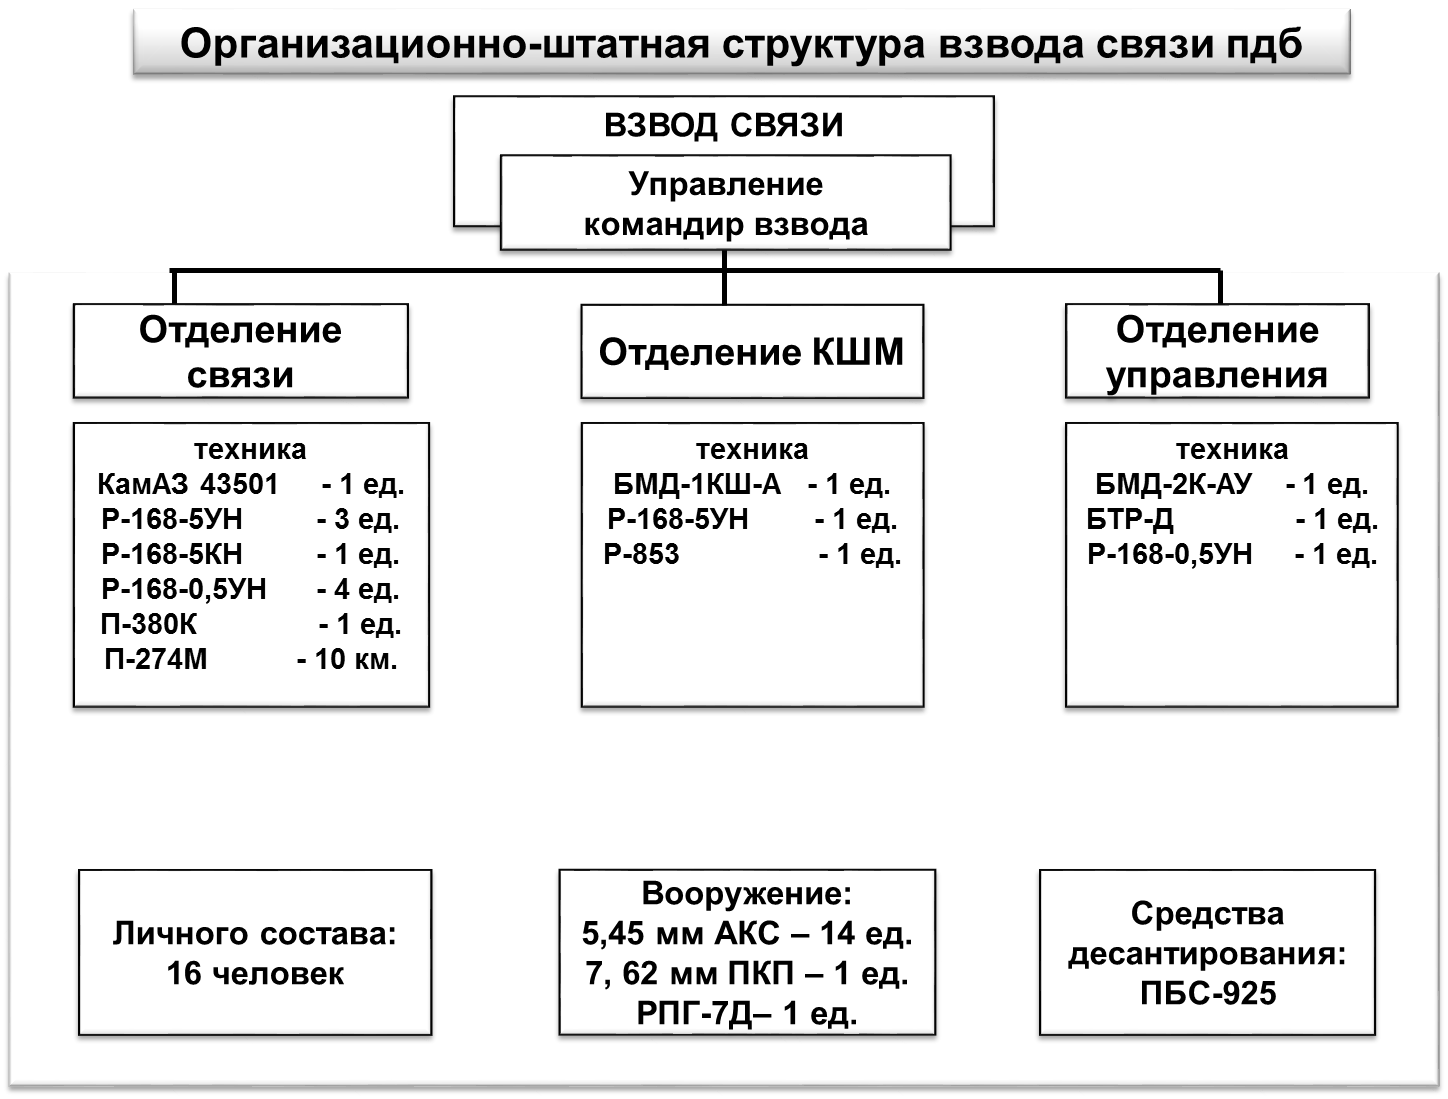 Организационно-штатная структура взвода связи пдб
ВЗВОД СВЯЗИ
Управление
командир взвода
Отделение
связи
Отделение КШМ
Отделение
управления
техника
КамАЗ 43501 - 1 ед.
Р-168-5УН - 3 ед.
Р-168-5КН - 1 ед.
Р-168-0,5УН - 4 ед.
П-380К - 1 ед.
П-274М - 10 км.
техника
БМД-1КШ-А - 1 ед.
Р-168-5УН - 1 ед.
Р-853 - 1 ед.
техника
БМД-2К-АУ - 1 ед.
БТР-Д - 1 ед.
Р-168-0,5УН - 1 ед.
Личного состава:
16 человек
Вооружение:
5,45 мм АКС – 14 ед.
7, 62 мм ПКП – 1 ед.
РПГ-7Д– 1 ед.
Средства
десантирования:
ПБС-925